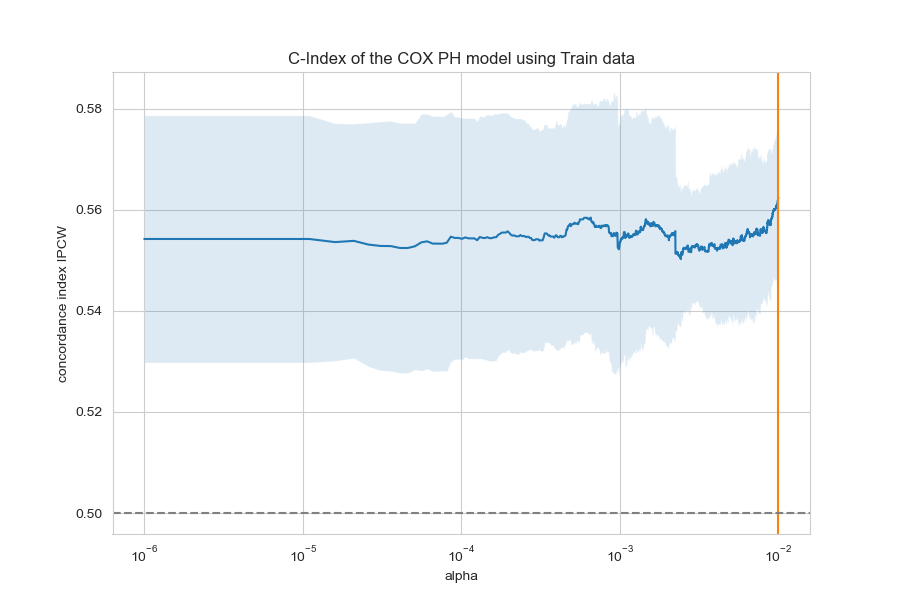 C-Index of the COX PH model using Train data
concordance index IPCW
0.58
0.56
0.54
0.52
0.50
10⁻⁶ 10⁻⁵ 10⁻⁴ 10⁻³ 10⁻²
alpha